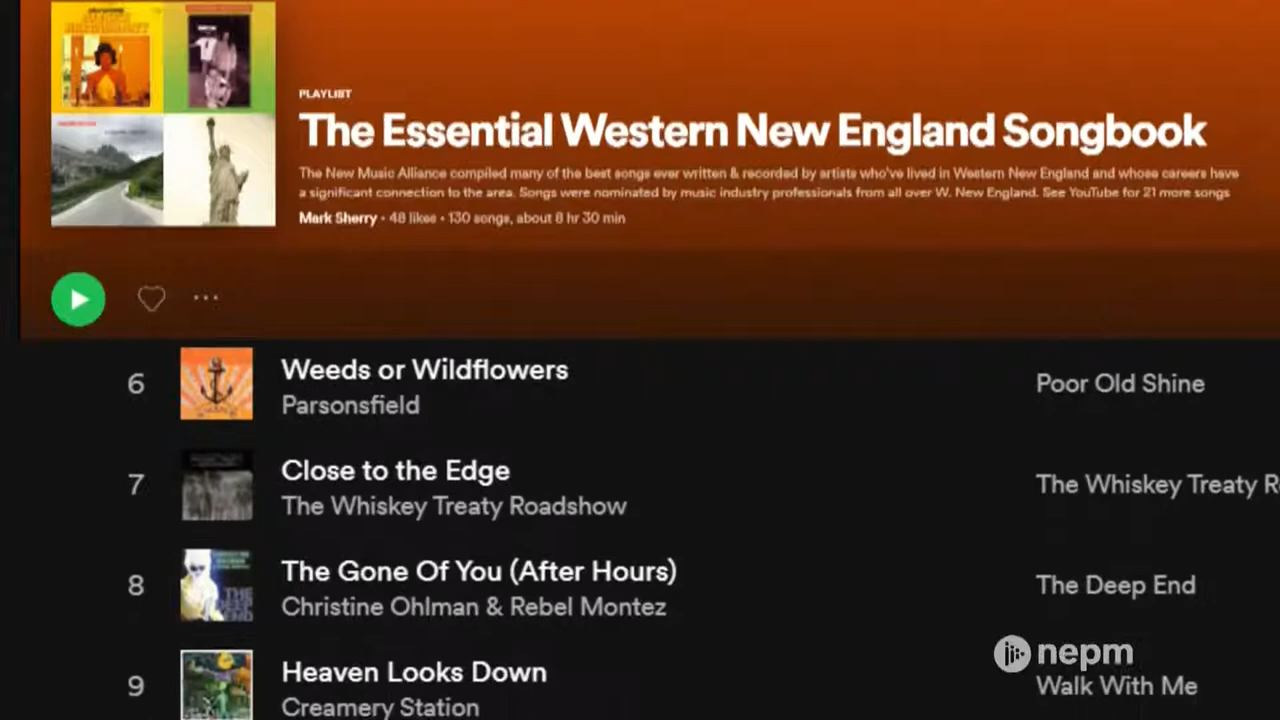 PLAYLIST
The Essential Western New England Songbook
The New Music Alliance compiled many of the best songs ever written & recorded by artists who've lived in Western New England and whose careers have
a significant connection to the area. Songs were nominated by music industry professionals from all over W. New England. See YouTube for 21 more songs
Mark Sherry • 48 likes • 130 songs, about 8 hr 30 min
6 Weeds or Wildflowers Poor Old Shine
Parsonsfield
7 Close to the Edge The Whiskey Treaty R
The Whiskey Treaty Roadshow
8 The Gone Of You (After Hours) The Deep End
Christine Ohlman & Rebel Montez
THE DEEP END
nepm
9 Heaven Looks Down Walk With Me
Creamery Station